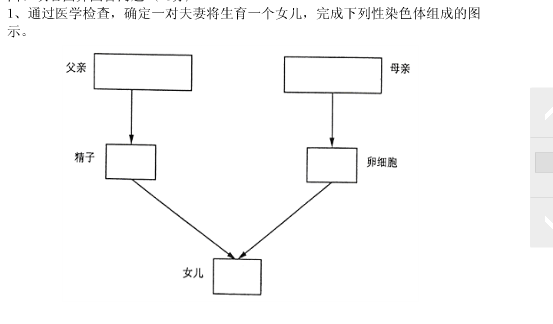 1、通过医学检查，确定一对夫妻将生育一个女儿，完成下列性染色体组成的图
示。
父亲
母亲
精子
卵细胞
女儿